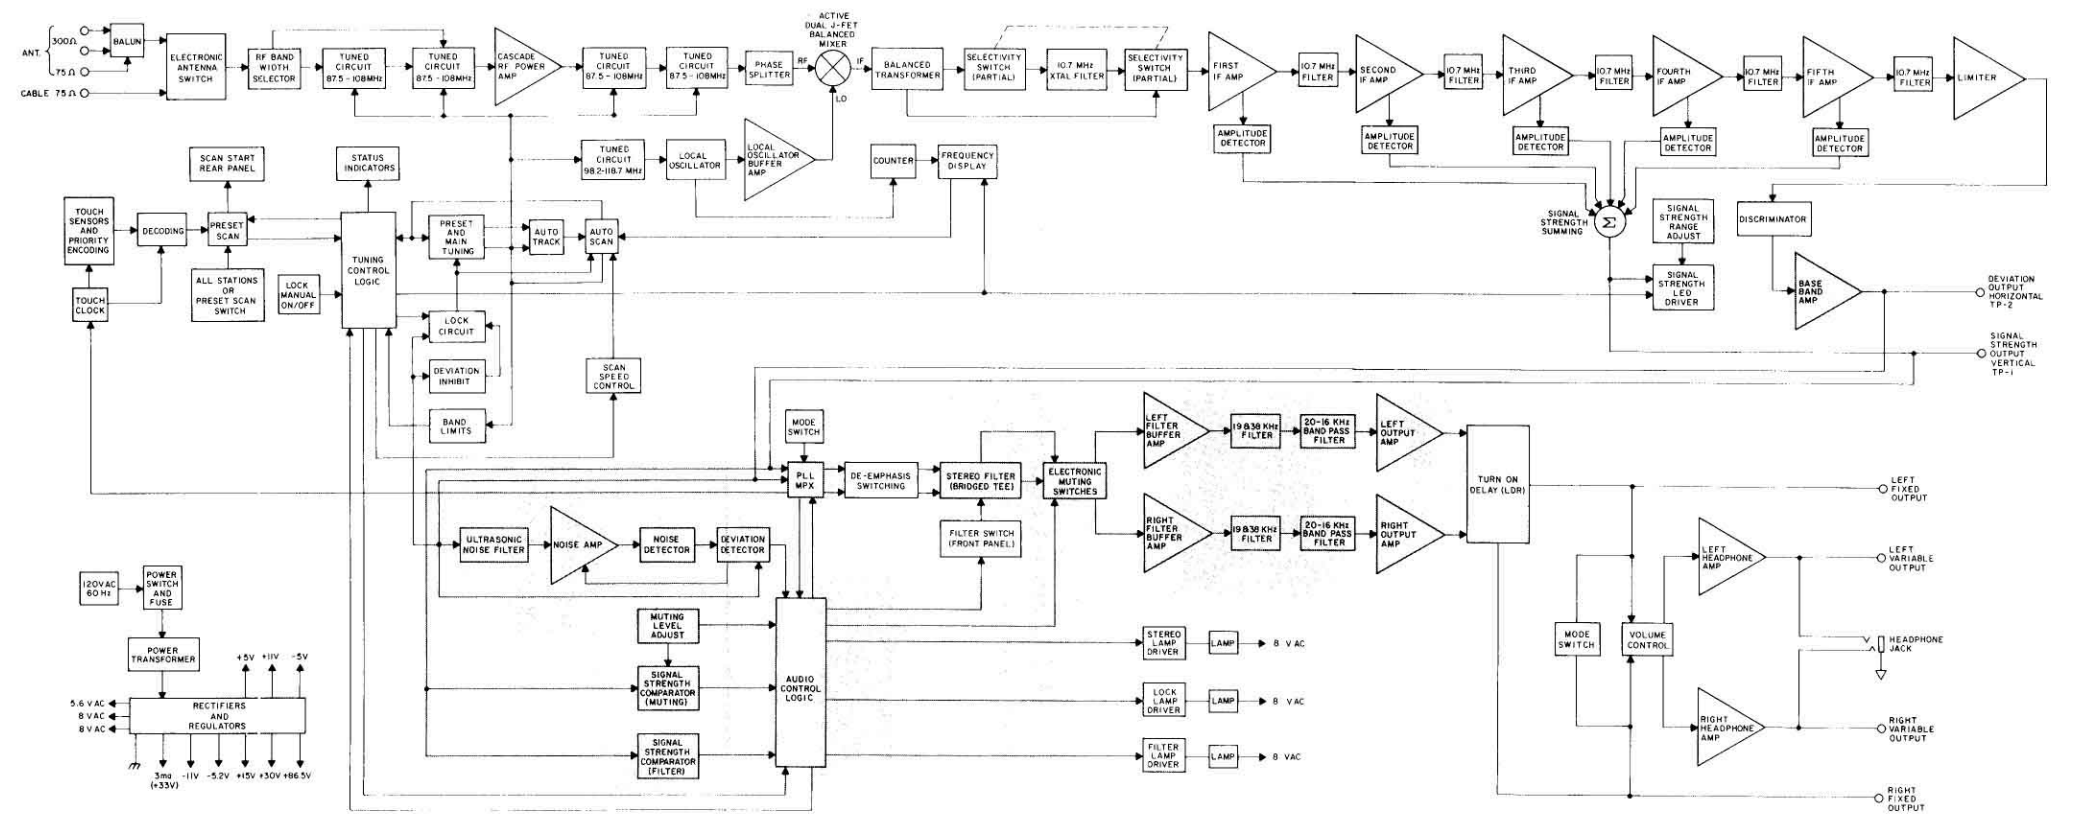 ANT.
300Ω
75Ω
CABLE 75Ω
BALUN
ELECTRONIC
ANTENNA
SWITCH
RF BAND
WIDTH
SELECTOR
TUNED
CIRCUIT
87.5-108MHz
TUNED
CIRCUIT
87.5-108MHz
CASCADE
RF POWER
AMP
TUNED
CIRCUIT
87.5-108MHz
TUNED
CIRCUIT
87.5-108MHz
PHASE
SPLITTER
RF
ACTIVE
DUAL J-FET
BALANCED
MIXER
IF
LO
BALANCED
TRANSFORMER
SELECTIVITY
SWITCH
(PARTIAL)
10.7 MHz
XTAL FILTER
SELECTIVITY
SWITCH
(PARTIAL)
FIRST
IF AMP
10.7 MHz
FILTER
SECOND
IF AMP
10.7 MHz
FILTER
THIRD
IF AMP
10.7 MHz
FILTER
FOURTH
IF AMP
10.7 MHz
FILTER
FIFTH
IF AMP
10.7 MHz
FILTER
LIMITER
AMPLITUDE
DETECTOR
AMPLITUDE
DETECTOR
AMPLITUDE
DETECTOR
AMPLITUDE
DETECTOR
AMPLITUDE
DETECTOR
TUNED
CIRCUIT
98.2-118.7 MHz
LOCAL
OSCILLATOR
LOCAL
OSCILLATOR
BUFFER
AMP
COUNTER
FREQUENCY
DISPLAY
SCAN START
REAR PANEL
STATUS
INDICATORS
TOUCH
SENSORS
AND
PRIORITY
ENCODING
DECODING
PRESET
SCAN
TUNING
CONTROL
LOGIC
PRESET
AND
MAIN
TUNING
AUTO
TRACK
AUTO
SCAN
ALL STATIONS
OR
PRESET SCAN
SWITCH
LOCK
MANUAL
ON/OFF
TOUCH
CLOCK
LOCK
CIRCUIT
DEVIATION
INHIBIT
BAND
LIMITS
SCAN
SPEED
CONTROL
SIGNAL
STRENGTH
SUMMING
Σ
SIGNAL
STRENGTH
RANGE
ADJUST
SIGNAL
STRENGTH
LED
DRIVER
DISCRIMINATOR
BASE
BAND
AMP
DEVIATION
OUTPUT
HORIZONTAL
TP-2
SIGNAL
STRENGTH
OUTPUT
VERTICAL
TP-1
MODE
SWITCH
PLL
MPX
DE-EMPHASIS
SWITCHING
STEREO FILTER
(BRIDGED TEE)
ELECTRONIC
MUTING
SWITCHES
FILTER SWITCH
(FRONT PANEL)
LEFT
FILTER
BUFFER
AMP
19 & 38 KHz
FILTER
20-16 KHz
BAND PASS
FILTER
LEFT
OUTPUT
AMP
RIGHT
FILTER
BUFFER
AMP
19 & 38 KHz
FILTER
20-16 KHz
BAND PASS
FILTER
RIGHT
OUTPUT
AMP
TURN ON
DELAY (LDR)
LEFT
FIXED
OUTPUT
ULTRASONIC
NOISE FILTER
NOISE AMP
NOISE
DETECTOR
DEVIATION
DETECTOR
MUTING
LEVEL
ADJUST
SIGNAL
STRENGTH
COMPARATOR
(MUTING)
SIGNAL
STRENGTH
COMPARATOR
(FILTER)
AUDIO
CONTROL
LOGIC
STEREO
LAMP
DRIVER
LAMP
8 VAC
LOCK
LAMP
DRIVER
LAMP
8 VAC
FILTER
LAMP
DRIVER
LAMP
8 VAC
MODE
SWITCH
VOLUME
CONTROL
LEFT
HEADPHONE
AMP
RIGHT
HEADPHONE
AMP
LEFT
VARIABLE
OUTPUT
HEADPHONE
JACK
RIGHT
VARIABLE
OUTPUT
RIGHT
FIXED
OUTPUT
120VAC
60 Hz
POWER
SWITCH
AND
FUSE
POWER
TRANSFORMER
+5V +11V -5V
5.6 VAC
8 VAC
8 VAC
RECTIFIERS
AND
REGULATORS
3ma
(+33V)
-11V -5.2V +15V +30V +86.5V